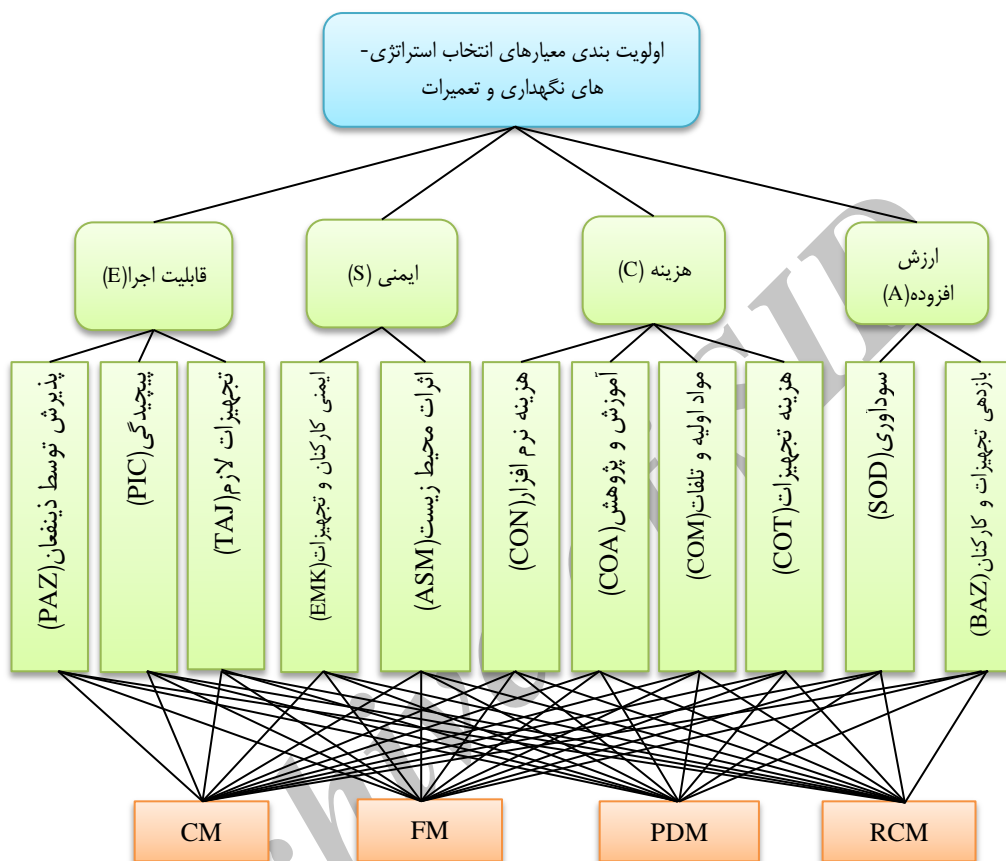 اولویت بندی معیارهای انتخاب استراتژی-
های نگهداری و تعمیرات
ارزش
افزوده(A)
هزینه (C)
ایمنی (S)
قابلیت اجرا(E)
بازدهی تجهیزات و کارکنان(BAZ)
سودآوری(SOD)
هزینه تجهیزات(COT)
مواد اولیه و تلفات(COM)
آموزش و پژوهش(COA)
هزینه نرم افزار(CON)
اثرات محیط زیست(ASM)
ایمنی کارکنان و تجهیزات(EMK)
تجهیزات لازم(TAJ)
پیچیدگی(PIC)
پذیرش توسط ذینفعان(PAZ)
CM
FM
PDM
RCM